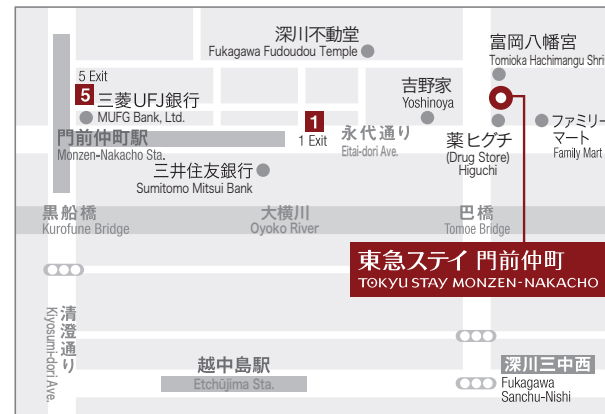 深川不動堂
Fukagawa Fudoudou Temple
富岡八幡宮
Tomioka Hachimangu Shri
5 Exit
5
三菱UFJ銀行
MUFG Bank, Ltd.
吉野家
Yoshinoya
1
1 Exit
永代通り
Eitai-dori Ave.
薬ヒグチ
(Drug Store)
Higuchi
ファミリー
マート
Family Mart
門前仲町駅
Monzen-Nakacho Sta.
三井住友銀行
Sumitomo Mitsui Bank
黒船橋
Kurofune Bridge
大横川
Oyoko River
巴橋
Tomoe Bridge
東急ステイ 門前仲町
TOKYU STAY MONZEN-NAKACHO
清澄通り
Kiyosumi-dori Ave.
越中島駅
Etchūjima Sta.
深川三中西
Fukagawa
Sanchu-Nishi